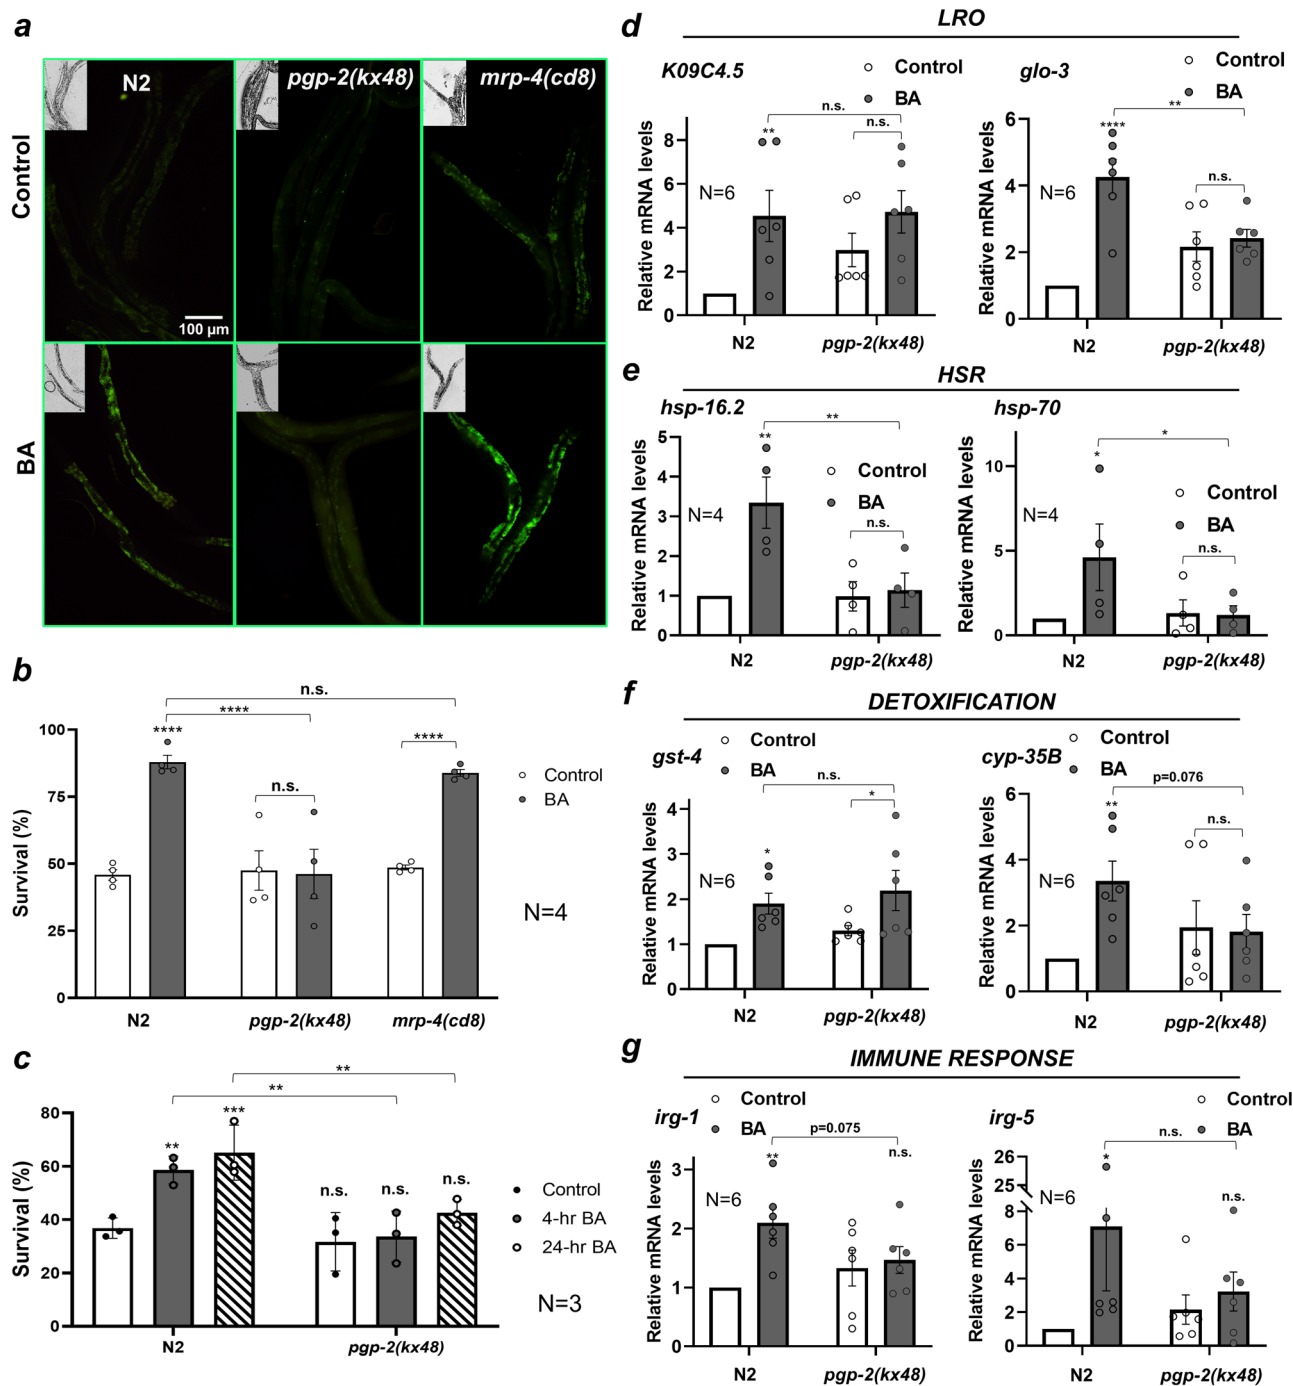 a
N2
pgp-2(kx48)
mrp-4(cd8)
Control
100 µm
BA
b
n.s.
****
****
****
n.s.
100
75
50
25
0
Survival (%)
Control
BA
N=4
N2
pgp-2(kx48)
mrp-4(cd8)
c
**
**
***
**
n.s.
n.s.
n.s.
80
60
40
20
0
Survival (%)
Control
4-hr BA
24-hr BA
N=3
N2
pgp-2(kx48)
d
LRO
K09C4.5
Control
BA
n.s.
**
n.s.
8
6
4
2
0
Relative mRNA levels
N=6
N2
pgp-2(kx48)
glo-3
Control
BA
**
****
n.s.
6
4
2
0
Relative mRNA levels
N=6
N2
pgp-2(kx48)
e
HSR
hsp-16.2
**
**
Control
BA
n.s.
5
4
3
2
1
0
Relative mRNA levels
N=4
N2
pgp-2(kx48)
hsp-70
*
*
Control
BA
n.s.
10
5
0
Relative mRNA levels
N=4
N2
pgp-2(kx48)
f
DETOXIFICATION
gst-4
Control
BA
n.s.
*
*
4
3
2
1
0
Relative mRNA levels
N=6
N2
pgp-2(kx48)
cyp-35B
Control
BA
p=0.076
**
n.s.
6
4
2
0
Relative mRNA levels
N=6
N2
pgp-2(kx48)
g
IMMUNE RESPONSE
irg-1
Control
BA
p=0.075
**
n.s.
3
2
1
0
Relative mRNA levels
N=6
N2
pgp-2(kx48)
irg-5
Control
BA
n.s.
*
n.s.
26
25
8
6
4
2
0
Relative mRNA levels
N=6
N2
pgp-2(kx48)